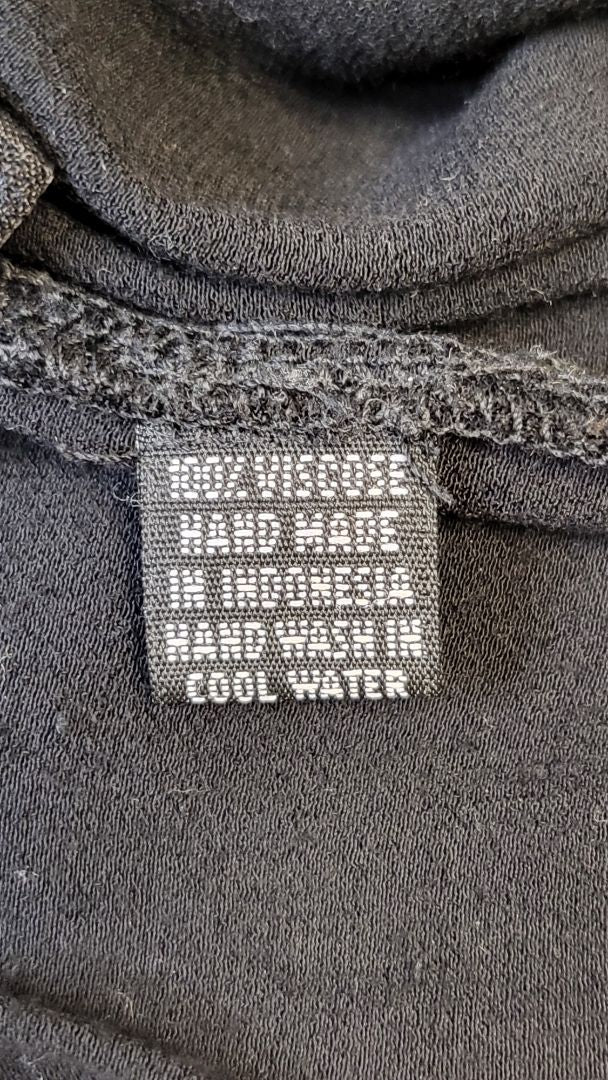 100% VISCOSE
HAND MADE
IN INDONESIA
HAND WASH IN
COOL WATER